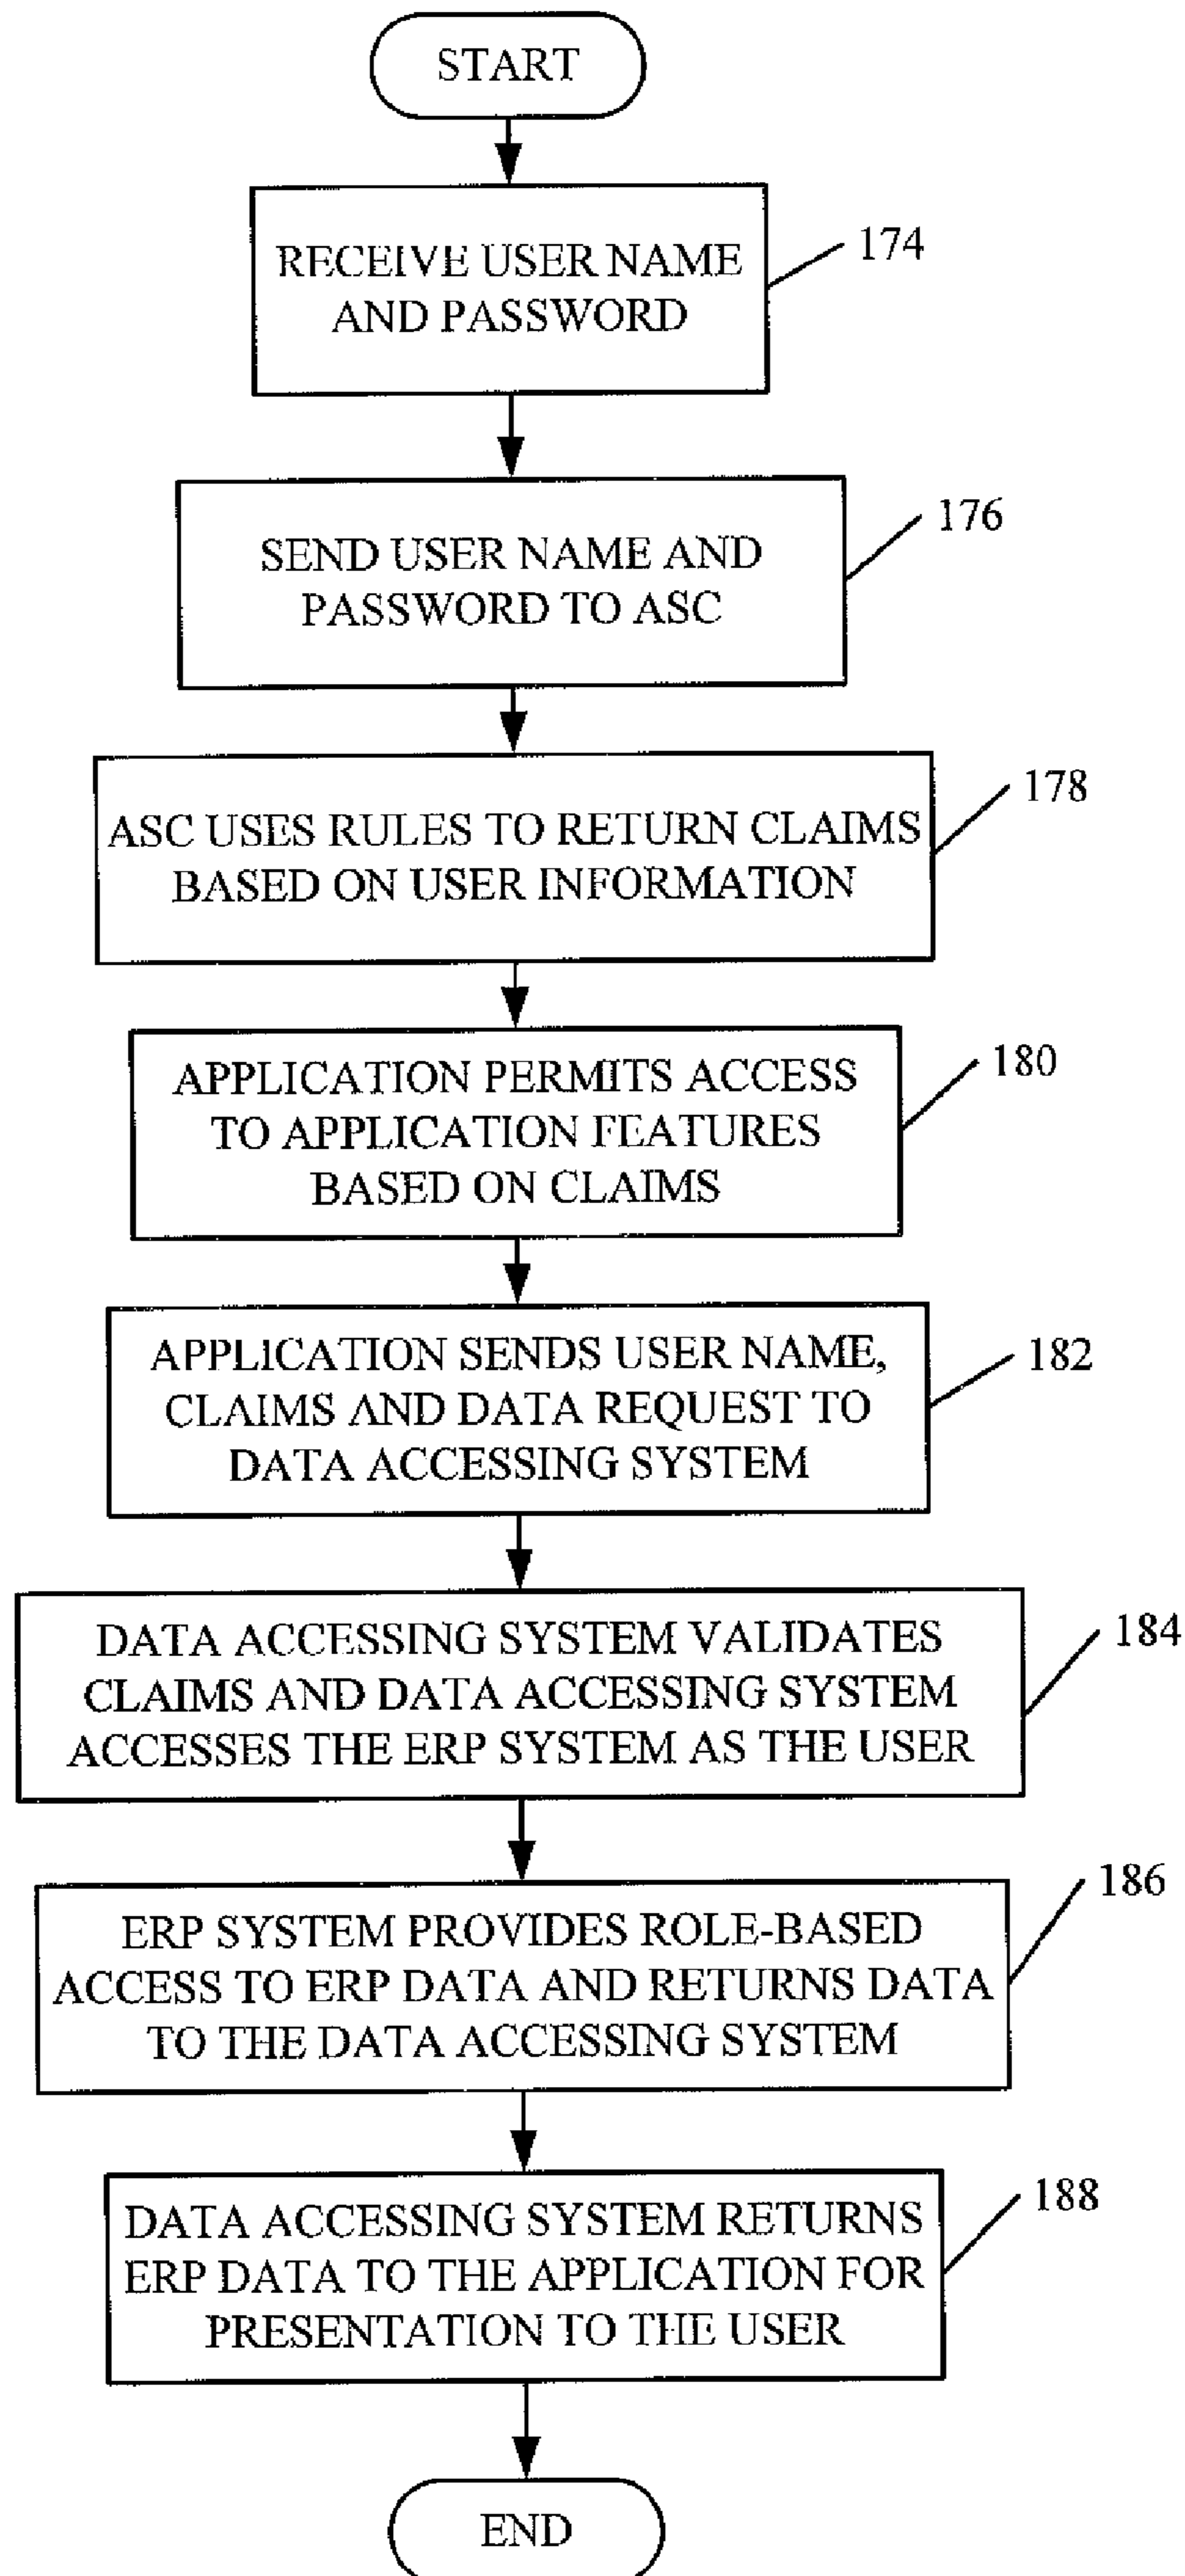 START
RECEIVE USER NAME
AND PASSWORD
174
SEND USER NAME AND
PASSWORD TO ASC
176
ASC USES RULES TO RETURN CLAIMS
BASED ON USER INFORMATION
178
APPLICATION PERMITS ACCESS
TO APPLICATION FEATURES
BASED ON CLAIMS
180
APPLICATION SENDS USER NAME,
CLAIMS AND DATA REQUEST TO
DATA ACCESSING SYSTEM
182
DATA ACCESSING SYSTEM VALIDATES
CLAIMS AND DATA ACCESSING SYSTEM
ACCESSES THE ERP SYSTEM AS THE USER
184
ERP SYSTEM PROVIDES ROLE-BASED
ACCESS TO ERP DATA AND RETURNS DATA
TO THE DATA ACCESSING SYSTEM
186
DATA ACCESSING SYSTEM RETURNS
ERP DATA TO THE APPLICATION FOR
PRESENTATION TO THE USER
188
END